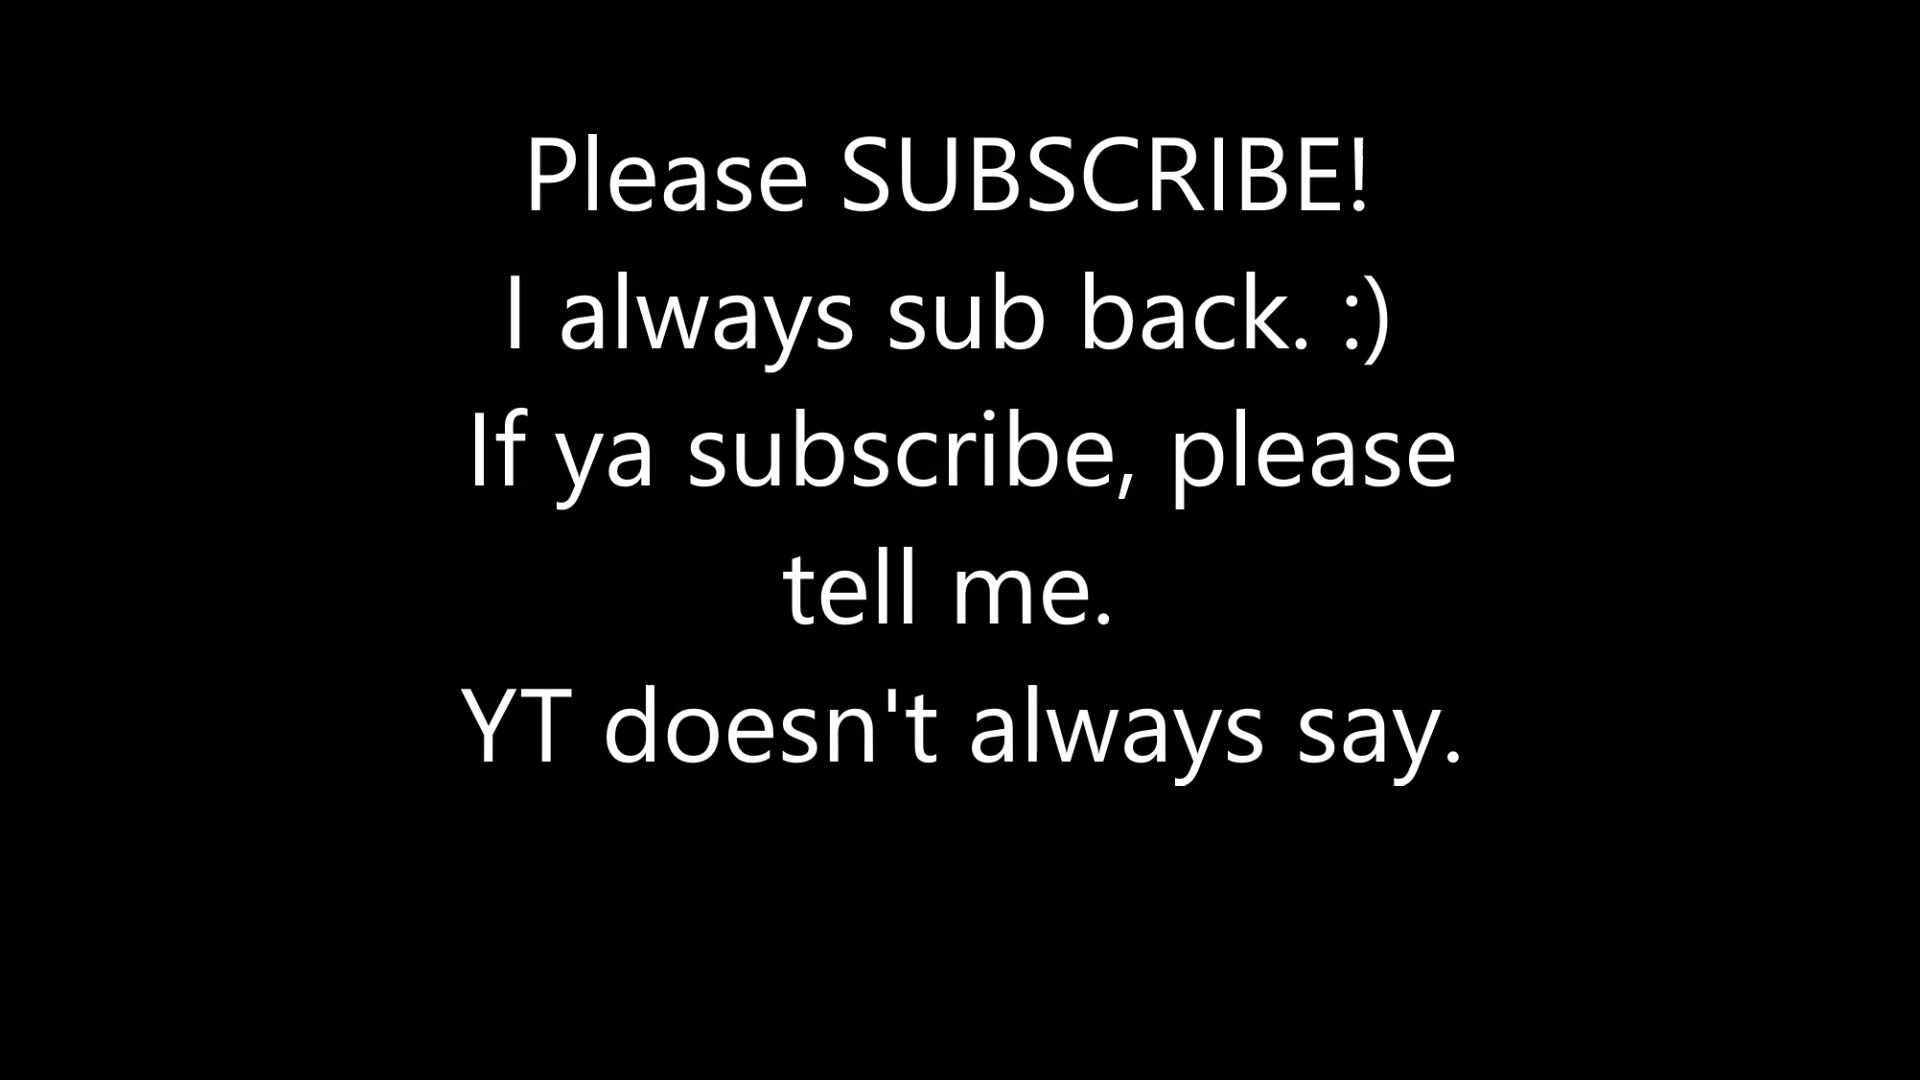 Please SUBSCRIBE!
I always sub back. :)
If ya subscribe, please
tell me.
YT doesn't always say.